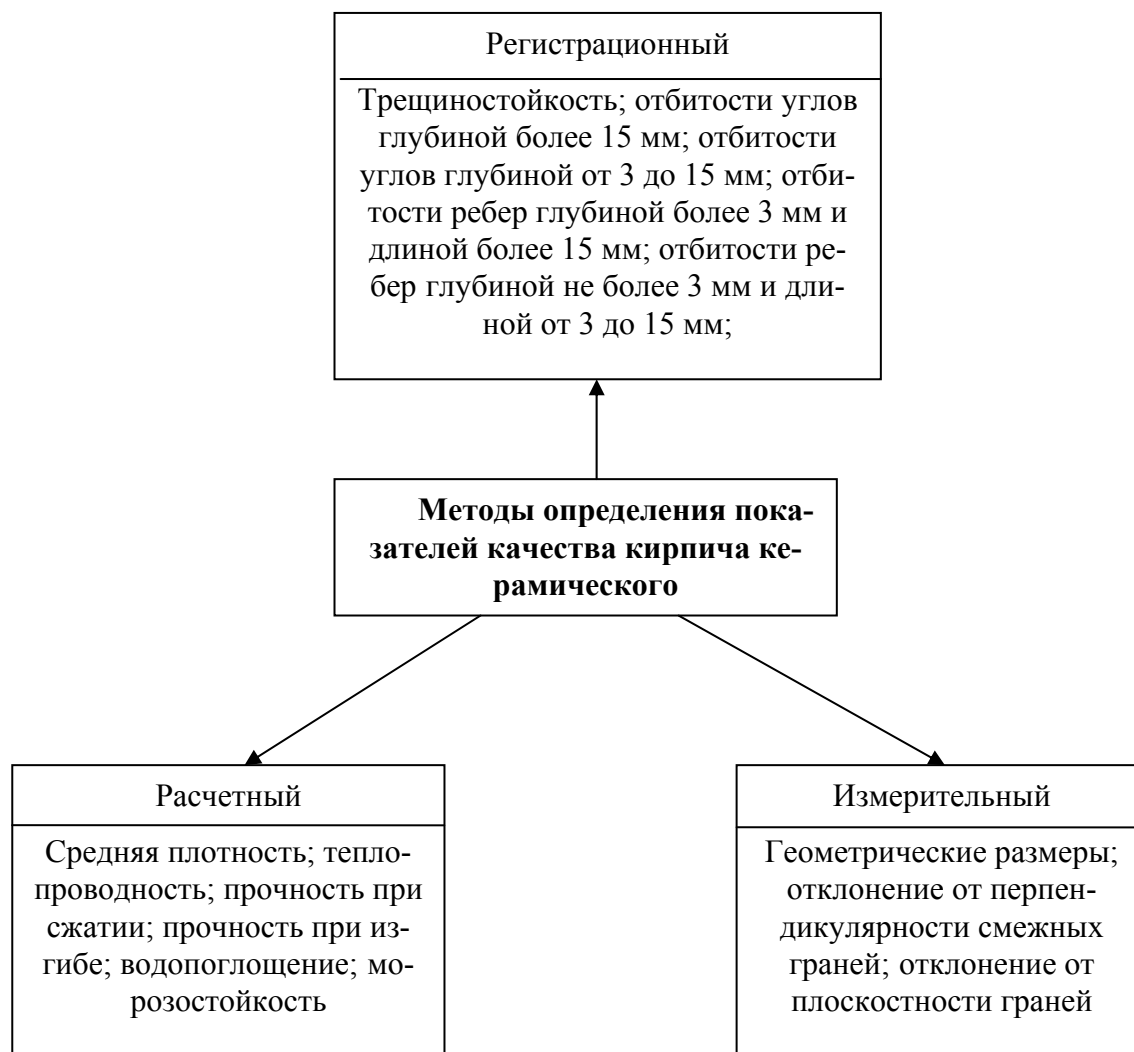 Регистрационный
Трещиностойкость; отбитости углов
глубиной более 15 мм; отбитости
углов глубиной от 3 до 15 мм; отби-
тости ребер глубиной более 3 мм и
длиной более 15 мм; отбитости ре-
бер глубиной не более 3 мм и дли-
ной от 3 до 15 мм;
Методы определения пока-
зателей качества кирпича ке-
рамического
Расчетный
Средняя плотность; тепло-
проводность; прочность при
сжатии; прочность при из-
гибе; водопоглощение; мо-
розостойкость
Измерительный
Геометрические размеры;
отклонение от перпен-
дикулярности смежных
граней; отклонение от
плоскостности граней